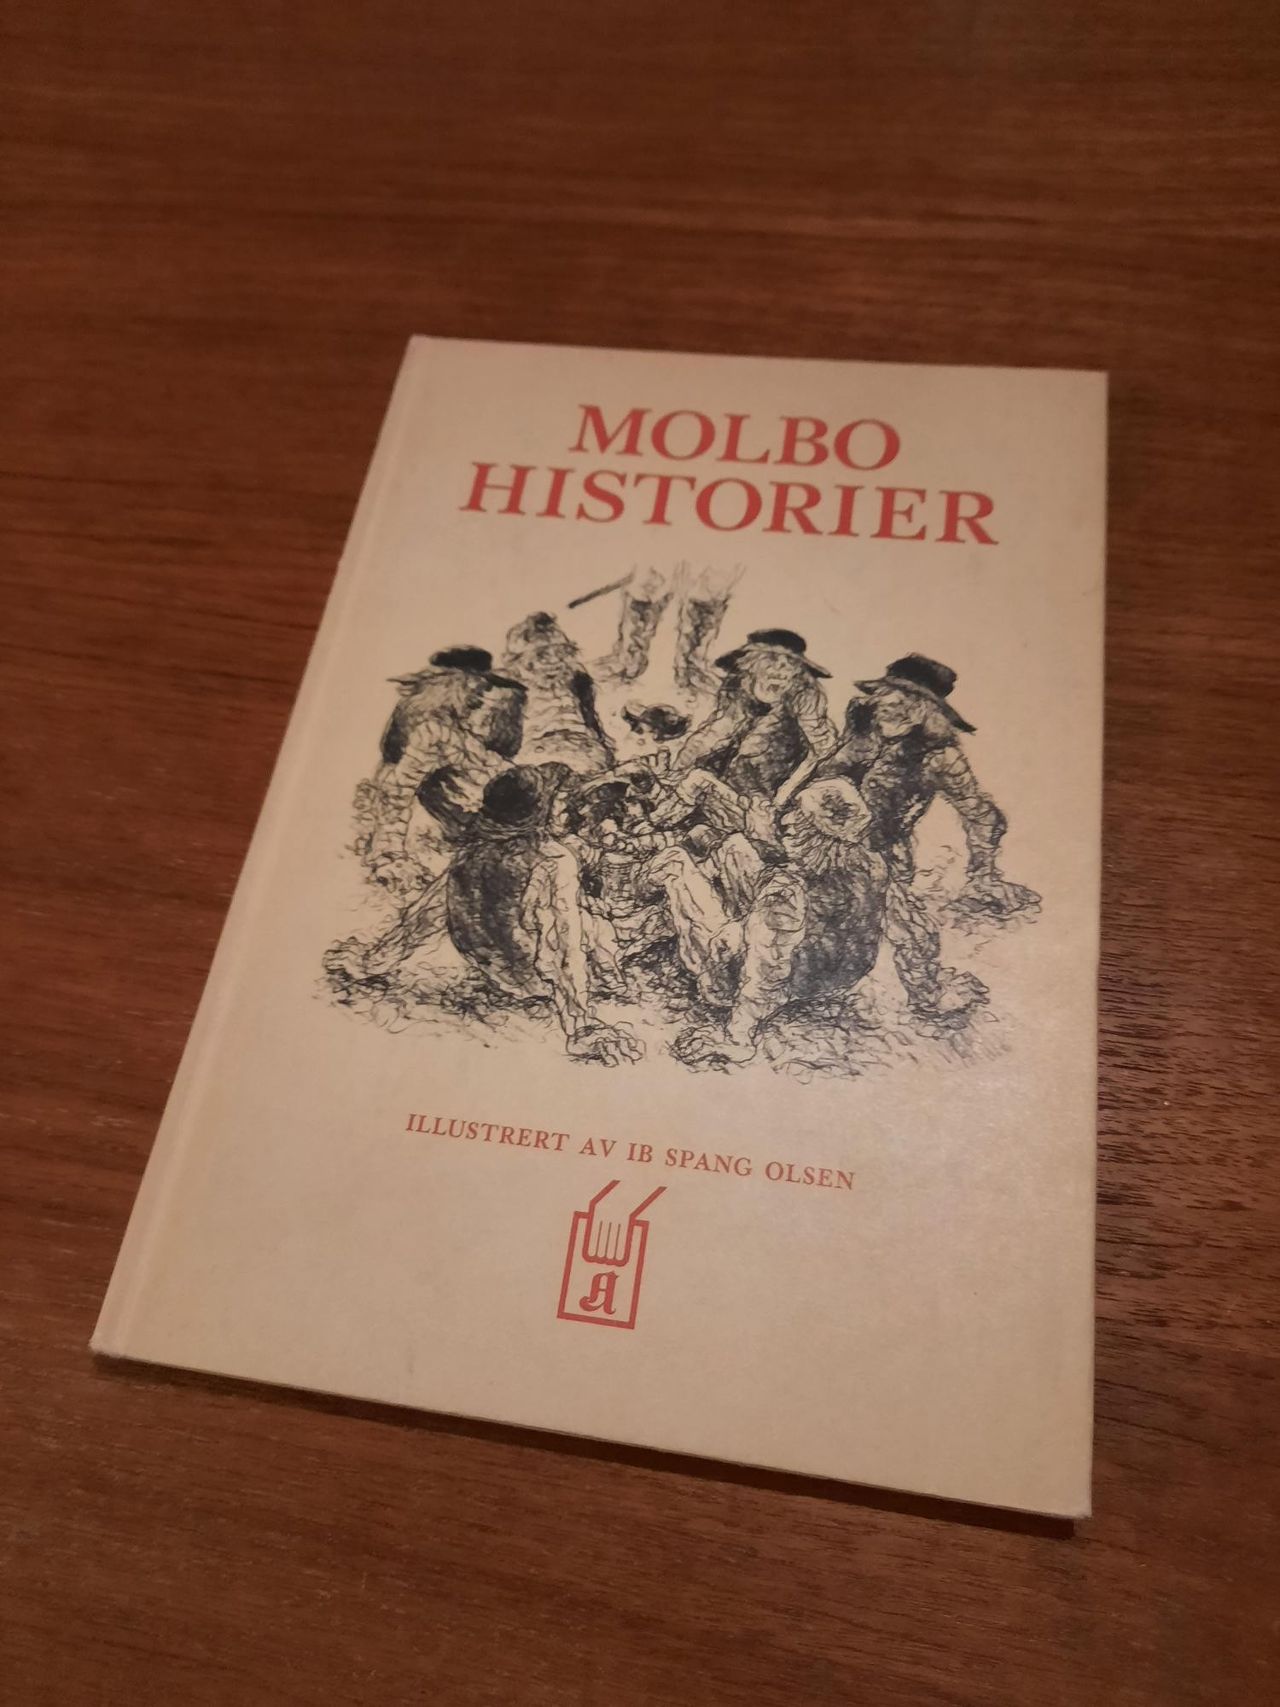 MOLBO
HISTORIER
ILLUSTRERT AV IB SPANG OLSEN
A